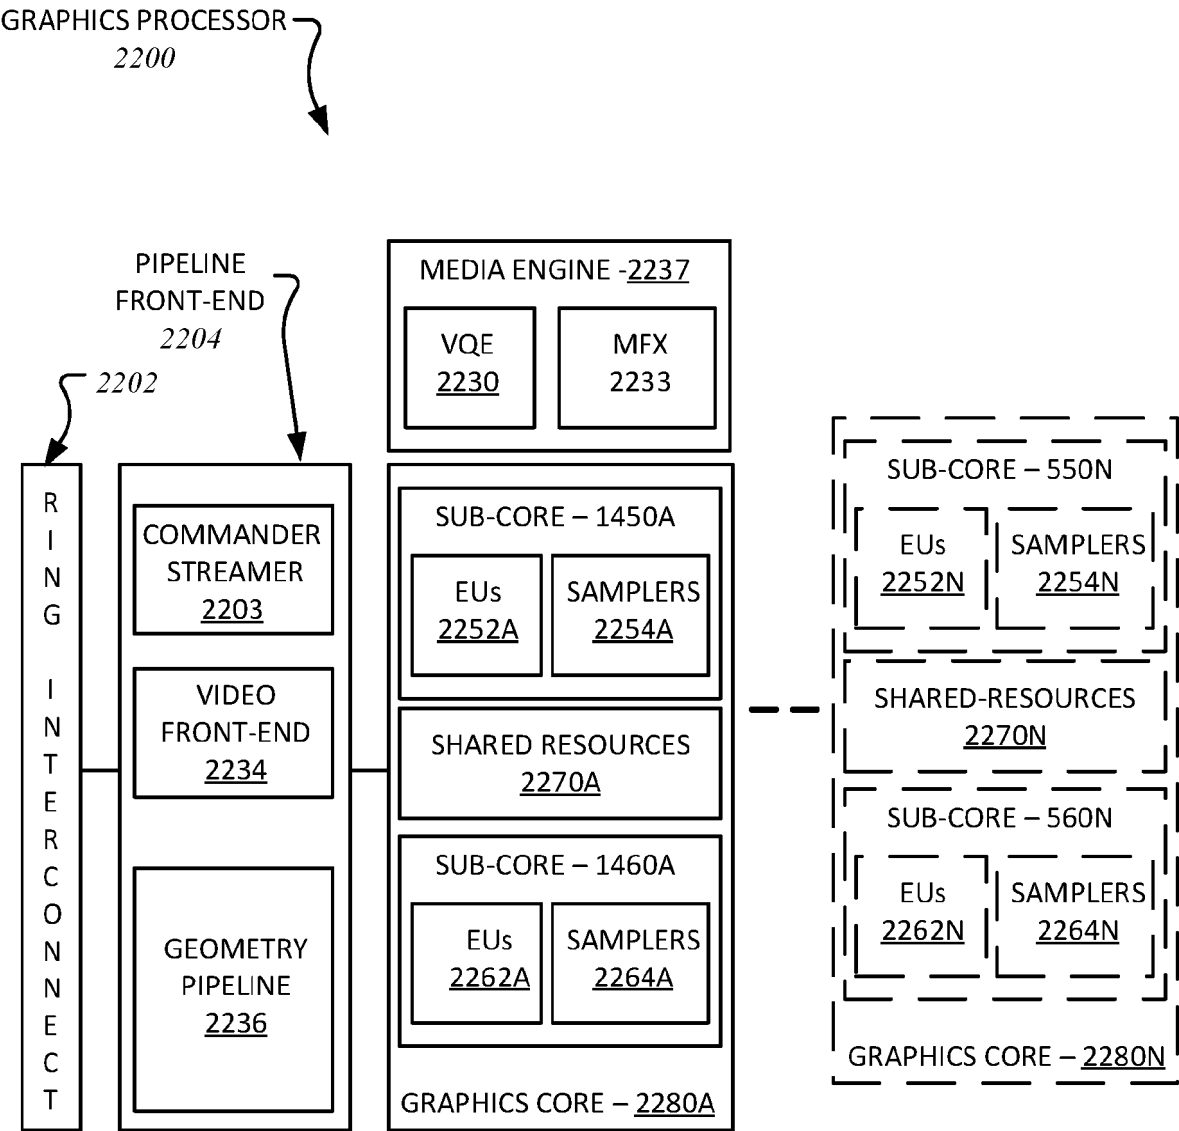 GRAPHICS PROCESSOR
2200
PIPELINE
FRONT-END
2204
2202
RING INTERCONNECT
COMMANDER
STREAMER
2203
VIDEO
FRONT-END
2234
GEOMETRY
PIPELINE
2236
MEDIA ENGINE -2237
VQE
2230
MFX
2233
SUB-CORE – 1450A
EUs
2252A
SAMPLERS
2254A
SHARED RESOURCES
2270A
SUB-CORE – 1460A
EUs
2262A
SAMPLERS
2264A
GRAPHICS CORE – 2280A
SUB-CORE – 550N
EUs
2252N
SAMPLERS
2254N
SHARED-RESOURCES
2270N
SUB-CORE – 560N
EUs
2262N
SAMPLERS
2264N
GRAPHICS CORE – 2280N